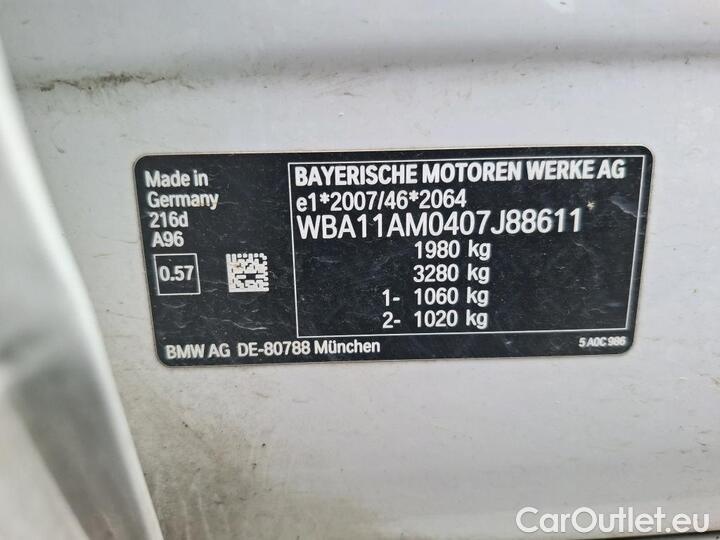 Made in
Germany
216d
A96
0.57
BMW AG DE-80788 München
BAYERISCHE MOTOREN WERKE AG
e1*2007/46*2064
WBA11AM0407J88611
1980 kg
3280 kg
1- 1060 kg
2- 1020 kg
5 A0C 986
CarOutlet.eu